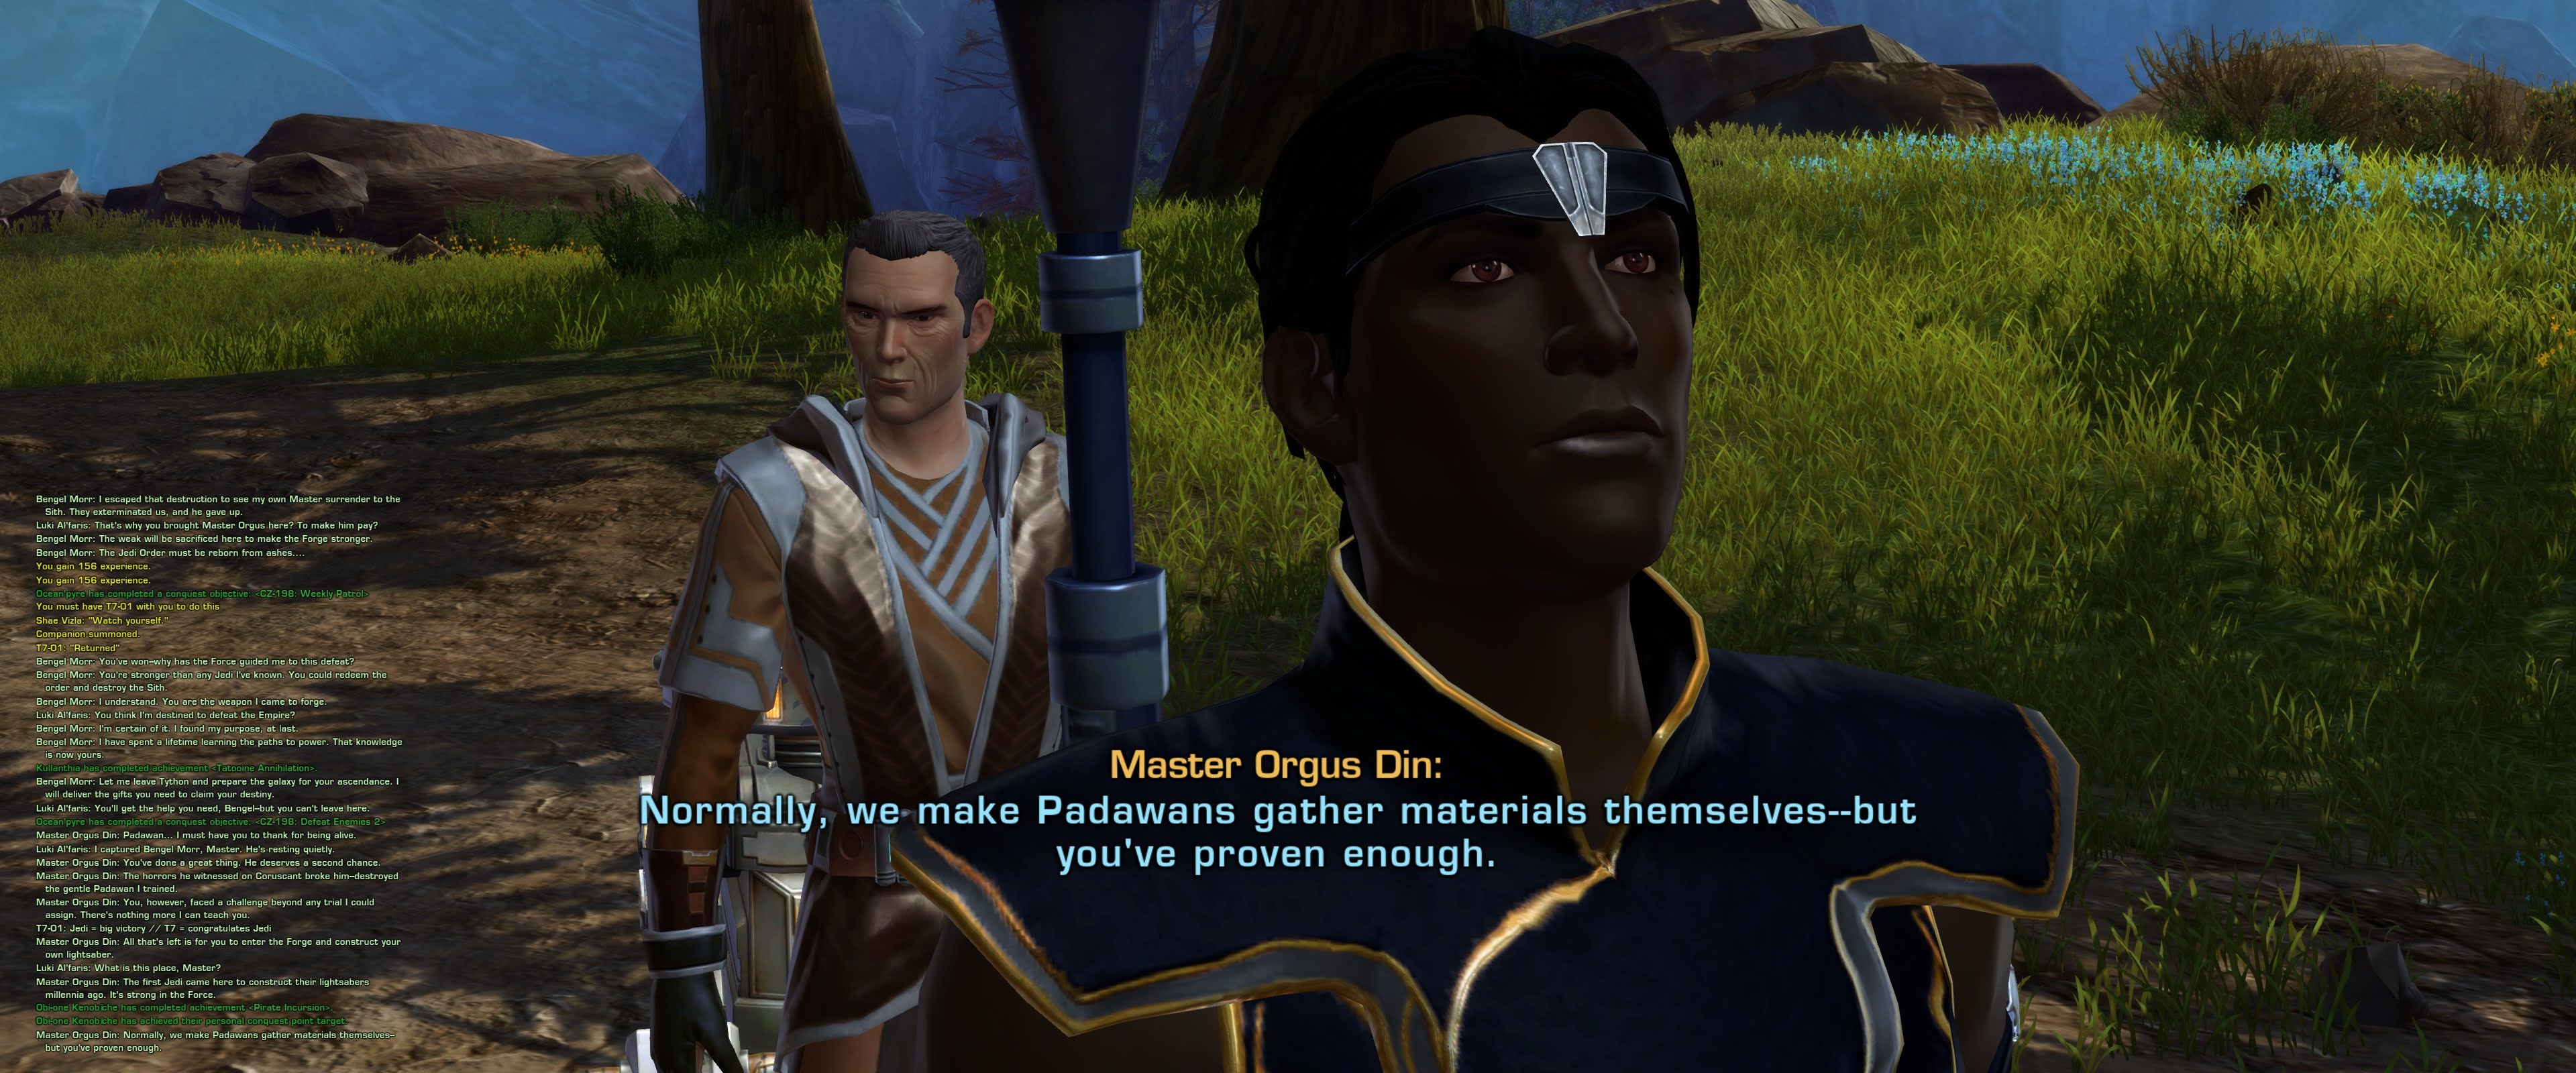 Bengel Morr: I escaped that destruction to see my own Master surrender to the
Sith. They exterminated us, and he gave up.
Luki Al'faris: That's why you brought Master Orgus here? To make him pay?
Bengel Morr: The weak will be sacrificed here to make the Forge stronger.
Bengel Morr: The Jedi Order must be reborn from ashes....
You gain 156 experience.
You gain 156 experience.
Ocean'pyre has completed a conquest objective: <CZ-198: Weekly Patrol>
You must have T7-01 with you to do this
Shae Vizla: "Watch yourself."
Companion summoned.
T7-01: "Returned"
Bengel Morr: You've won--why has the Force guided me to this defeat?
Bengel Morr: You're stronger than any Jedi I've known. You could redeem the
order and destroy the Sith.
Bengel Morr: I understand. You are the weapon I came to forge.
Luki Al'faris: You think I'm destined to defeat the Empire?
Bengel Morr: I'm certain of it. I found my purpose, at last.
Bengel Morr: I have spent a lifetime learning the paths to power. That knowledge
is now yours.
Kullanthia has completed achievement <Tatooine Annihilation>.
Bengel Morr: Let me leave Tython and prepare the galaxy for your ascendance. I
will deliver the gifts you need to claim your destiny.
Luki Al'faris: You'll get the help you need, Bengel--but you can't leave here.
Ocean'pyre has completed a conquest objective: <CZ-198: Defeat Enemies 2>
Master Orgus Din: Padawan... I must have you to thank for being alive.
Luki Al'faris: I captured Bengel Morr, Master. He's resting quietly.
Master Orgus Din: You've done a great thing. He deserves a second chance.
Master Orgus Din: The horrors he witnessed on Coruscant broke him--destroyed
the gentle Padawan I trained.
Master Orgus Din: You, however, faced a challenge beyond any trial I could
assign. There's nothing more I can teach you.
T7-01: Jedi = big victory // T7 = congratulates Jedi
Master Orgus Din: All that's left is for you to enter the Forge and construct your
own lightsaber.
Luki Al'faris: What is this place, Master?
Master Orgus Din: The first Jedi came here to construct their lightsabers
millennia ago. It's strong in the Force.
Obi-one Kenob'che has completed achievement <Pirate Incursion>.
Obi-one Kenob'che has achieved their personal conquest point target.
Master Orgus Din: Normally, we make Padawans gather materials themselves--
but you've proven enough.
Master Orgus Din:
Normally, we make Padawans gather materials themselves--but
you've proven enough.